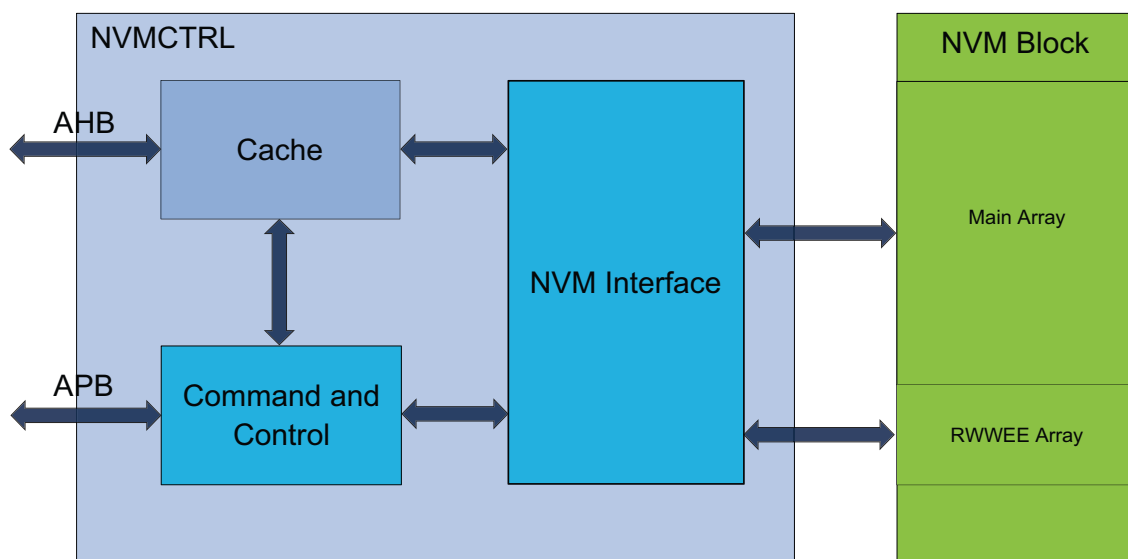 NVMCTRL
NVM Block
AHB
Cache
Main Array
NVM Interface
APB
Command and
Control
RWWEE Array